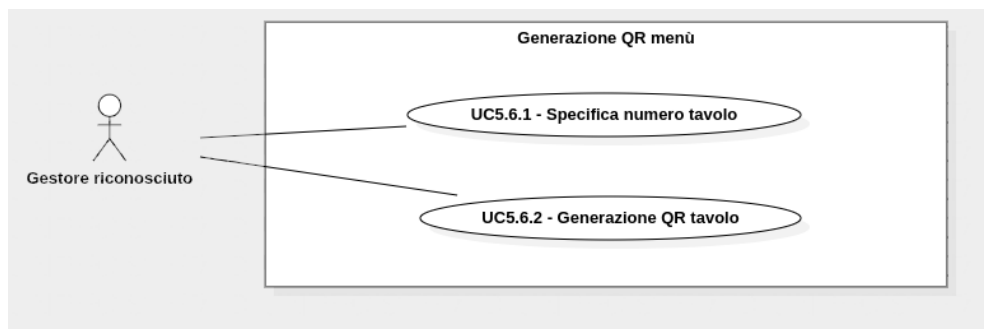 Generazione QR menù
UC5.6.1 - Specifica numero tavolo
Gestore riconosciuto
UC5.6.2 - Generazione QR tavolo